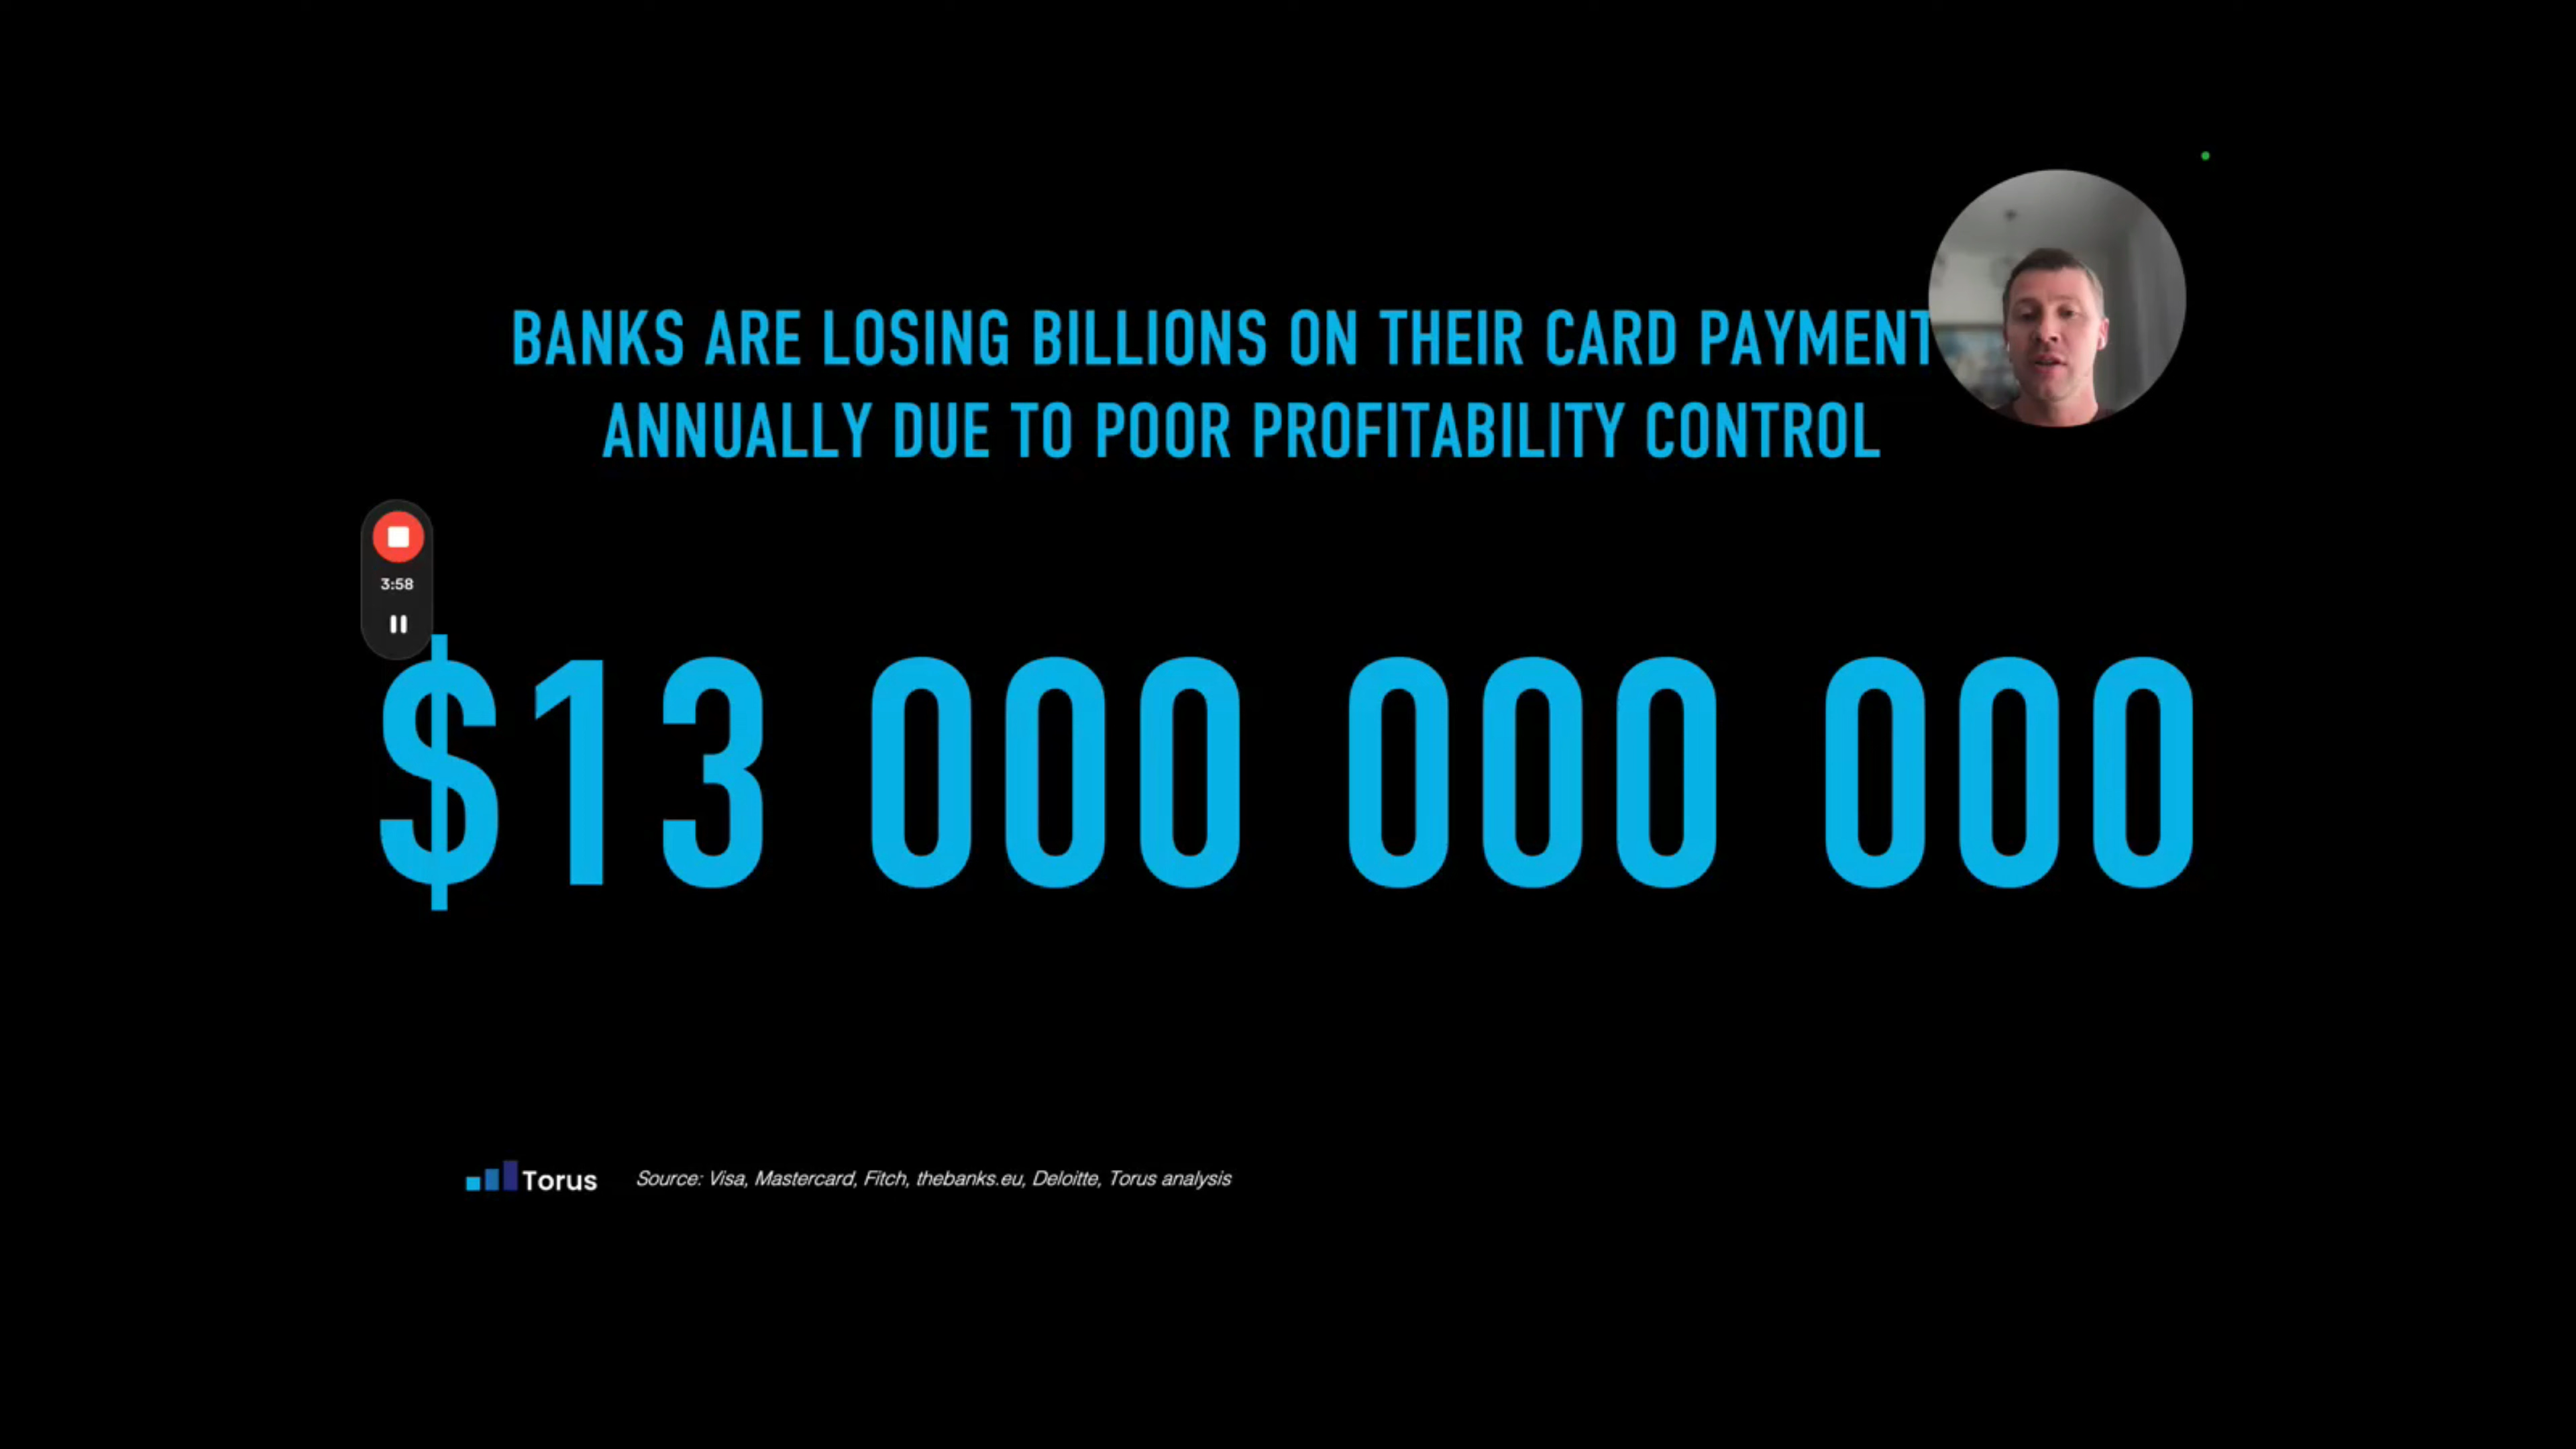 BANKS ARE LOSING BILLIONS ON THEIR CARD PAYMENT
ANNUALLY DUE TO POOR PROFITABILITY CONTROL
3:58
$13 000 000 000
Torus
Source: Visa, Mastercard, Fitch, thebanks.eu, Deloitte, Torus analysis